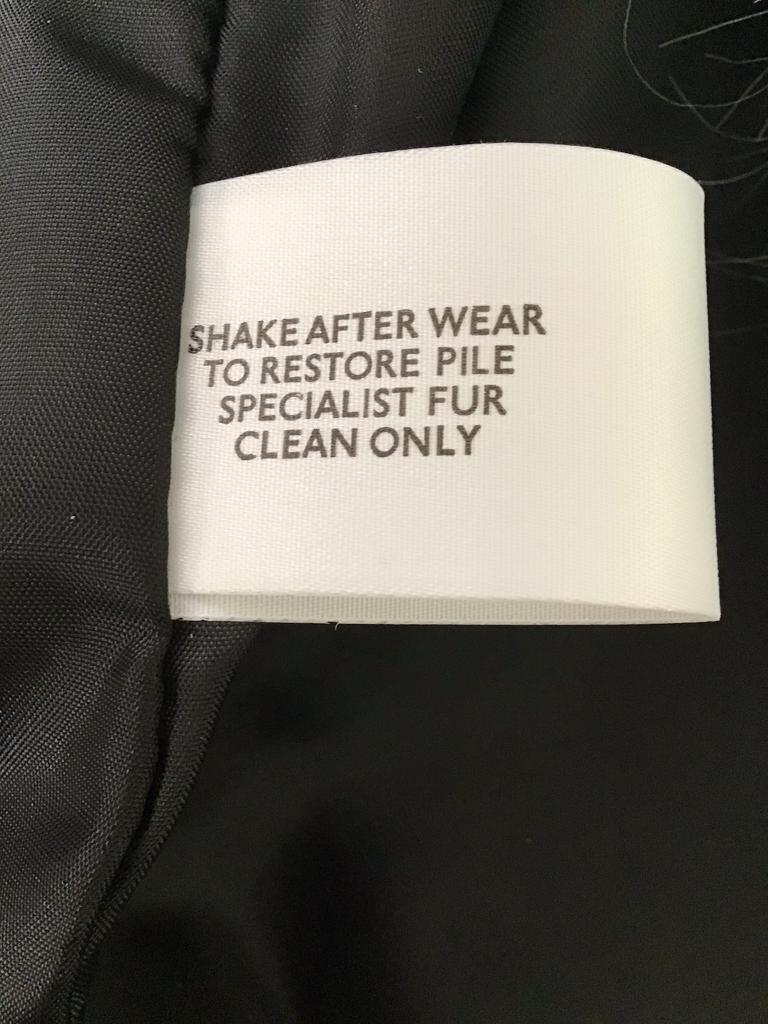 SHAKE AFTER WEAR
TO RESTORE PILE
SPECIALIST FUR
CLEAN ONLY